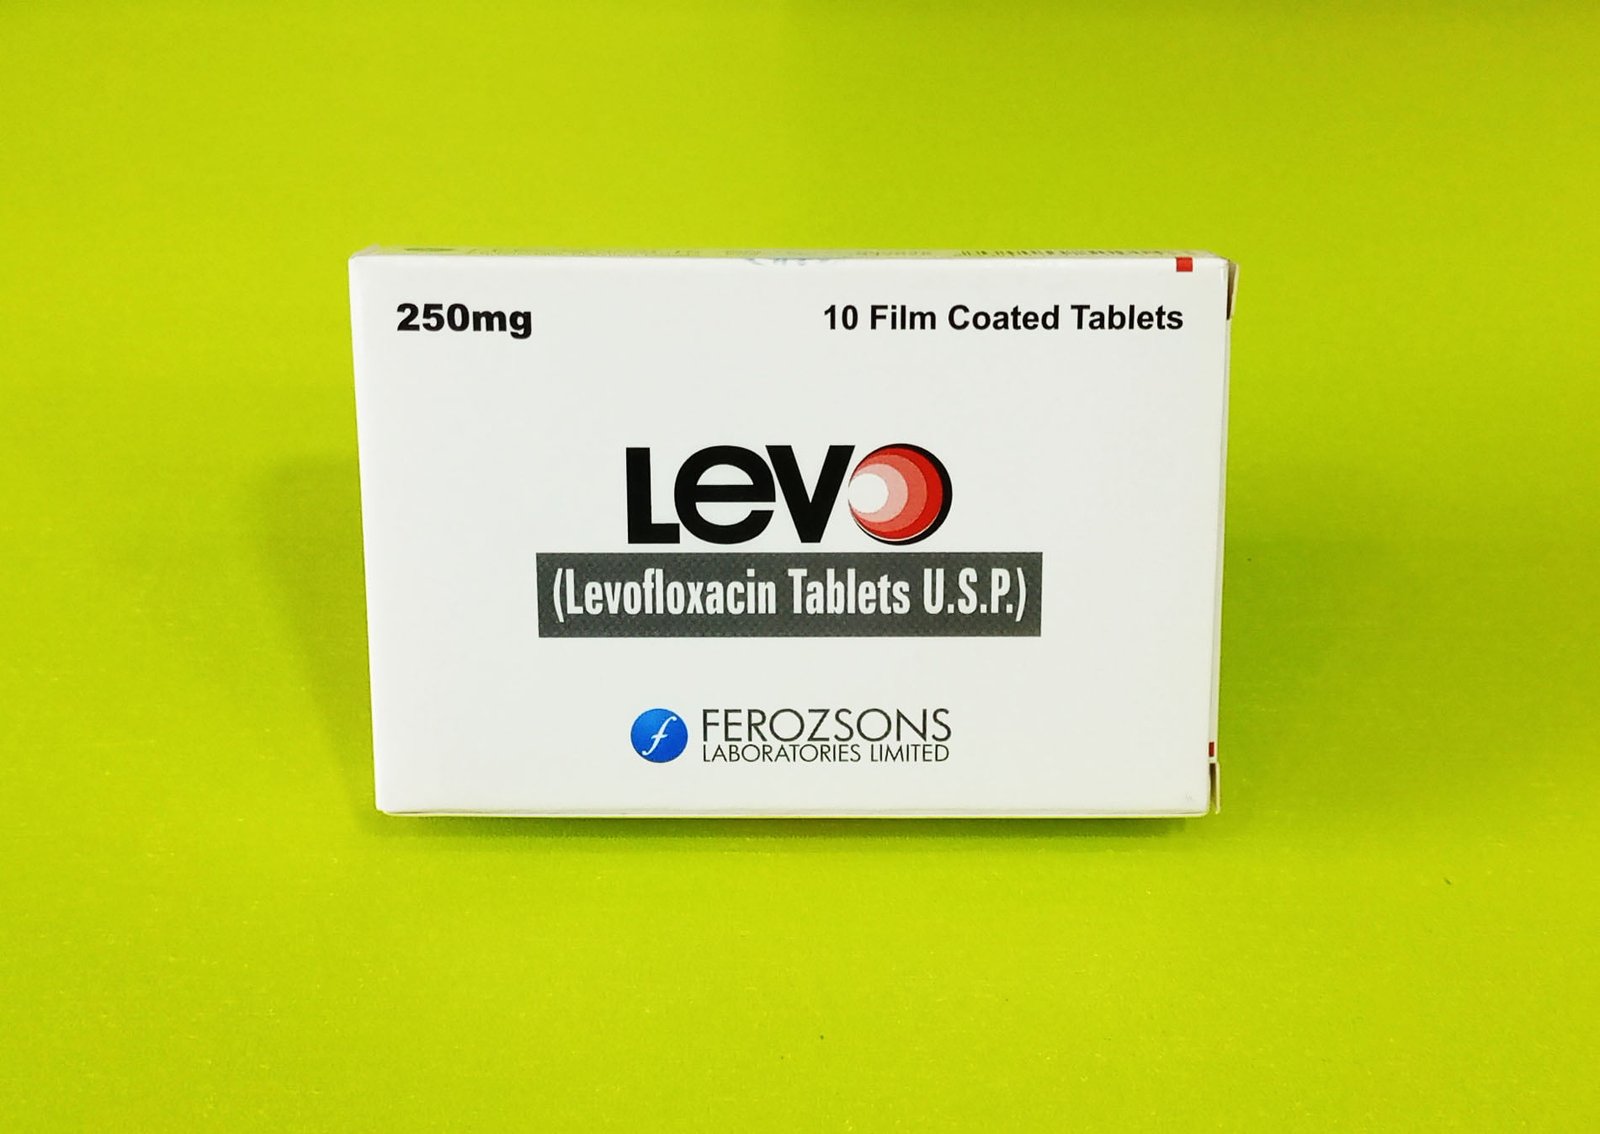 250mg
10 Film Coated Tablets
Levo
(Levofloxacin Tablets U.S.P.)
f
FEROZSONS
LABORATORIES LIMITED